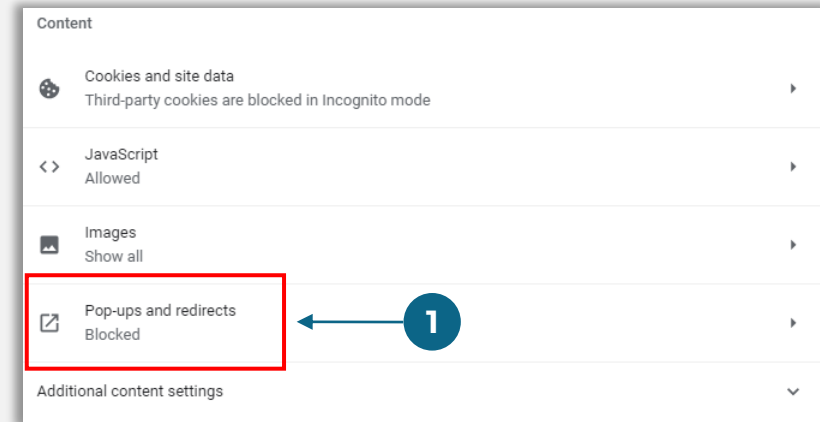 Content
Cookies and site data
Third-party cookies are blocked in Incognito mode
JavaScript
Allowed
Images
Show all
Pop-ups and redirects
Blocked
1
Additional content settings